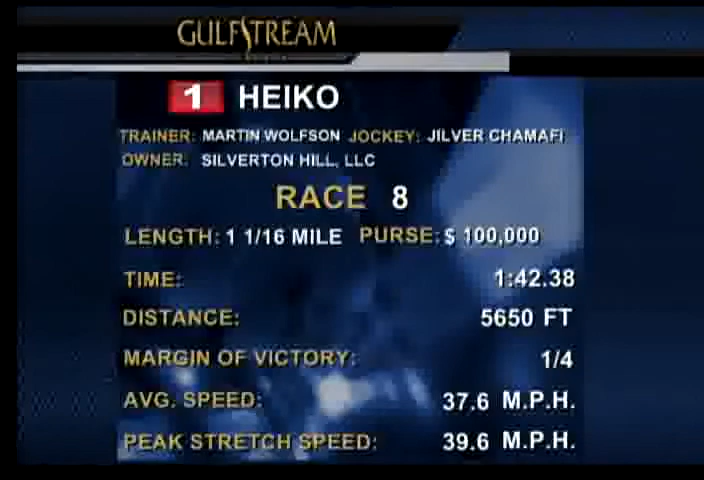 GULFSTREAM
1 HEIKO
TRAINER: MARTIN WOLFSON JOCKEY: JILVER CHAMAFI
OWNER: SILVERTON HILL, LLC
RACE 8
LENGTH: 1 1/16 MILE PURSE: $ 100,000
TIME: 1:42.38
DISTANCE: 5650 FT
MARGIN OF VICTORY: 1/4
AVG. SPEED: 37.6 M.P.H.
PEAK STRETCH SPEED: 39.6 M.P.H.